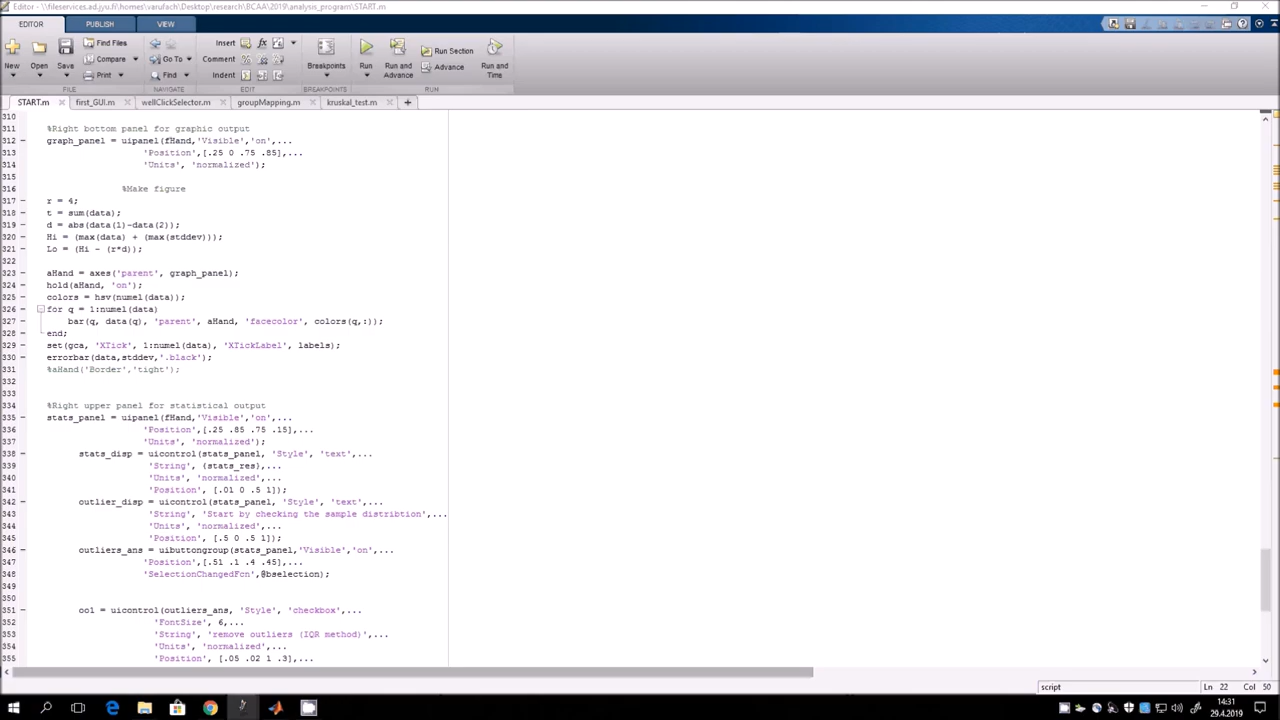 Editor - \\fileservices.ad.jyu.fi\homes\varufach\Desktop\research\BCAA\2019\analysis_program\START.m
EDITOR PUBLISH VIEW
New Open Save Find Files Compare Print
Go To Find
Insert fx Comment Indent
Breakpoints
Run Run and Advance Run Section Advance Run and Time
FILE NAVIGATE EDIT BREAKPOINTS RUN
START.m first_GUI.m wellClickSelector.m groupMapping.m kruskal_test.m
310
311 %Right bottom panel for graphic output
312 graph_panel = uipanel(fHand,'Visible','on',...
313 'Position',[.25 0 .75 .85],...
314 'Units', 'normalized');
315
316 %Make figure
317 r = 4;
318 t = sum(data);
319 d = abs(data(1)-data(2));
320 Hi = (max(data) + (max(stddev)));
321 Lo = (Hi - (r*d));
322
323 aHand = axes('parent', graph_panel);
324 hold(aHand, 'on');
325 colors = hsv(numel(data));
326 for q = 1:numel(data)
327 bar(q, data(q), 'parent', aHand, 'facecolor', colors(q,:));
328 end;
329 set(gca, 'XTick', 1:numel(data), 'XTickLabel', labels);
330 errorbar(data,stddev,'.black');
331 %aHand('Border','tight');
332
333
334 %Right upper panel for statistical output
335 stats_panel = uipanel(fHand,'Visible','on',...
336 'Position',[.25 .85 .75 .15],...
337 'Units', 'normalized');
338 stats_disp = uicontrol(stats_panel, 'Style', 'text',...
339 'String', (stats_res),...
340 'Units', 'normalized',...
341 'Position', [.01 0 .5 1]);
342 outlier_disp = uicontrol(stats_panel, 'Style', 'text',...
343 'String', 'Start by checking the sample distribtion',...
344 'Units', 'normalized',...
345 'Position', [.5 0 .5 1]);
346 outliers_ans = uibuttongroup(stats_panel,'Visible','on',...
347 'Position',[.51 .1 .4 .45],...
348 'SelectionChangedFcn',@bselection);
349
350
351 oo1 = uicontrol(outliers_ans, 'Style', 'checkbox',...
352 'FontSize', 6,...
353 'String', 'remove outliers (IQR method)',...
354 'Units', 'normalized',...
355 'Position', [.05 .02 1 .3],...
script Ln 22 Col 50
14:31
29.4.2019